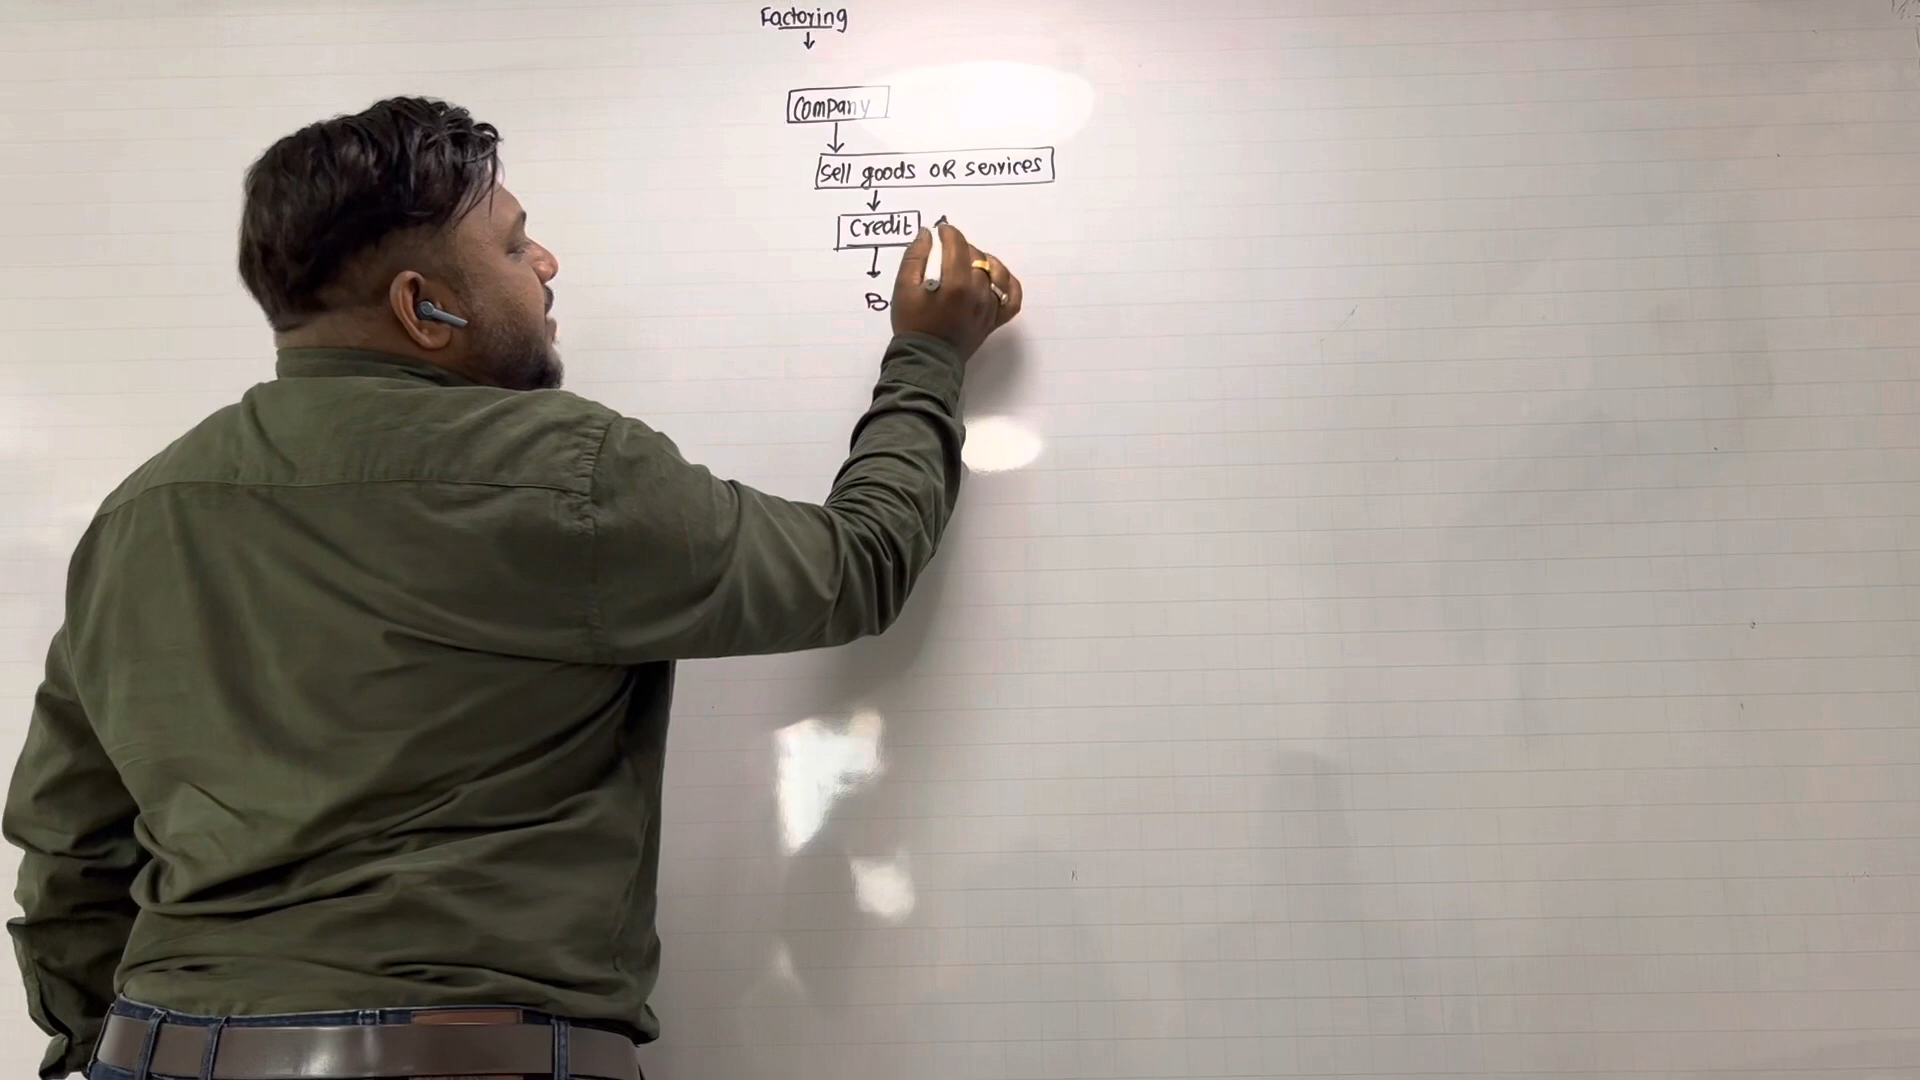 Factoring
Company
Sell goods OR services
Credit
B